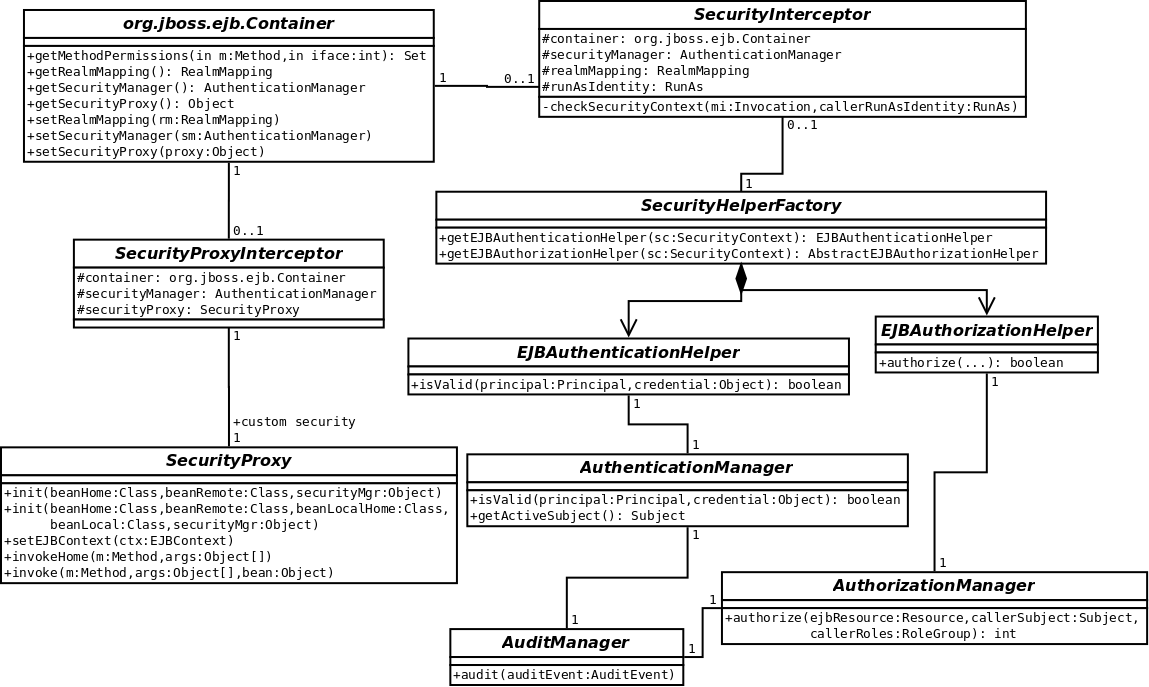 org.jboss.ejb.Container
+getMethodPermissions(in m:Method,in iface:int): Set
+getRealmMapping(): RealmMapping
+getSecurityManager(): AuthenticationManager
+getSecurityProxy(): Object
+setRealmMapping(rm:RealmMapping)
+setSecurityManager(sm:AuthenticationManager)
+setSecurityProxy(proxy:Object)
1
0..1
SecurityInterceptor
#container: org.jboss.ejb.Container
#securityManager: AuthenticationManager
#realmMapping: RealmMapping
#runAsIdentity: RunAs
-checkSecurityContext(mi:Invocation,callerRunAsIdentity:RunAs)
0..1
1
1
0..1
SecurityHelperFactory
+getEJBAuthenticationHelper(sc:SecurityContext): EJBAuthenticationHelper
+getEJBAuthorizationHelper(sc:SecurityContext): AbstractEJBAuthorizationHelper
SecurityProxyInterceptor
#container: org.jboss.ejb.Container
#securityManager: AuthenticationManager
#securityProxy: SecurityProxy
1
+custom security
1
EJBAuthenticationHelper
+isValid(principal:Principal,credential:Object): boolean
1
1
EJBAuthorizationHelper
+authorize(...): boolean
1
1
SecurityProxy
+init(beanHome:Class,beanRemote:Class,securityMgr:Object)
+init(beanHome:Class,beanRemote:Class,beanLocalHome:Class,
beanLocal:Class,securityMgr:Object)
+setEJBContext(ctx:EJBContext)
+invokeHome(m:Method,args:Object[])
+invoke(m:Method,args:Object[],bean:Object)
AuthenticationManager
+isValid(principal:Principal,credential:Object): boolean
+getActiveSubject(): Subject
1
1
AuthorizationManager
+authorize(ejbResource:Resource,callerSubject:Subject,
callerRoles:RoleGroup): int
1
1
AuditManager
+audit(auditEvent:AuditEvent)